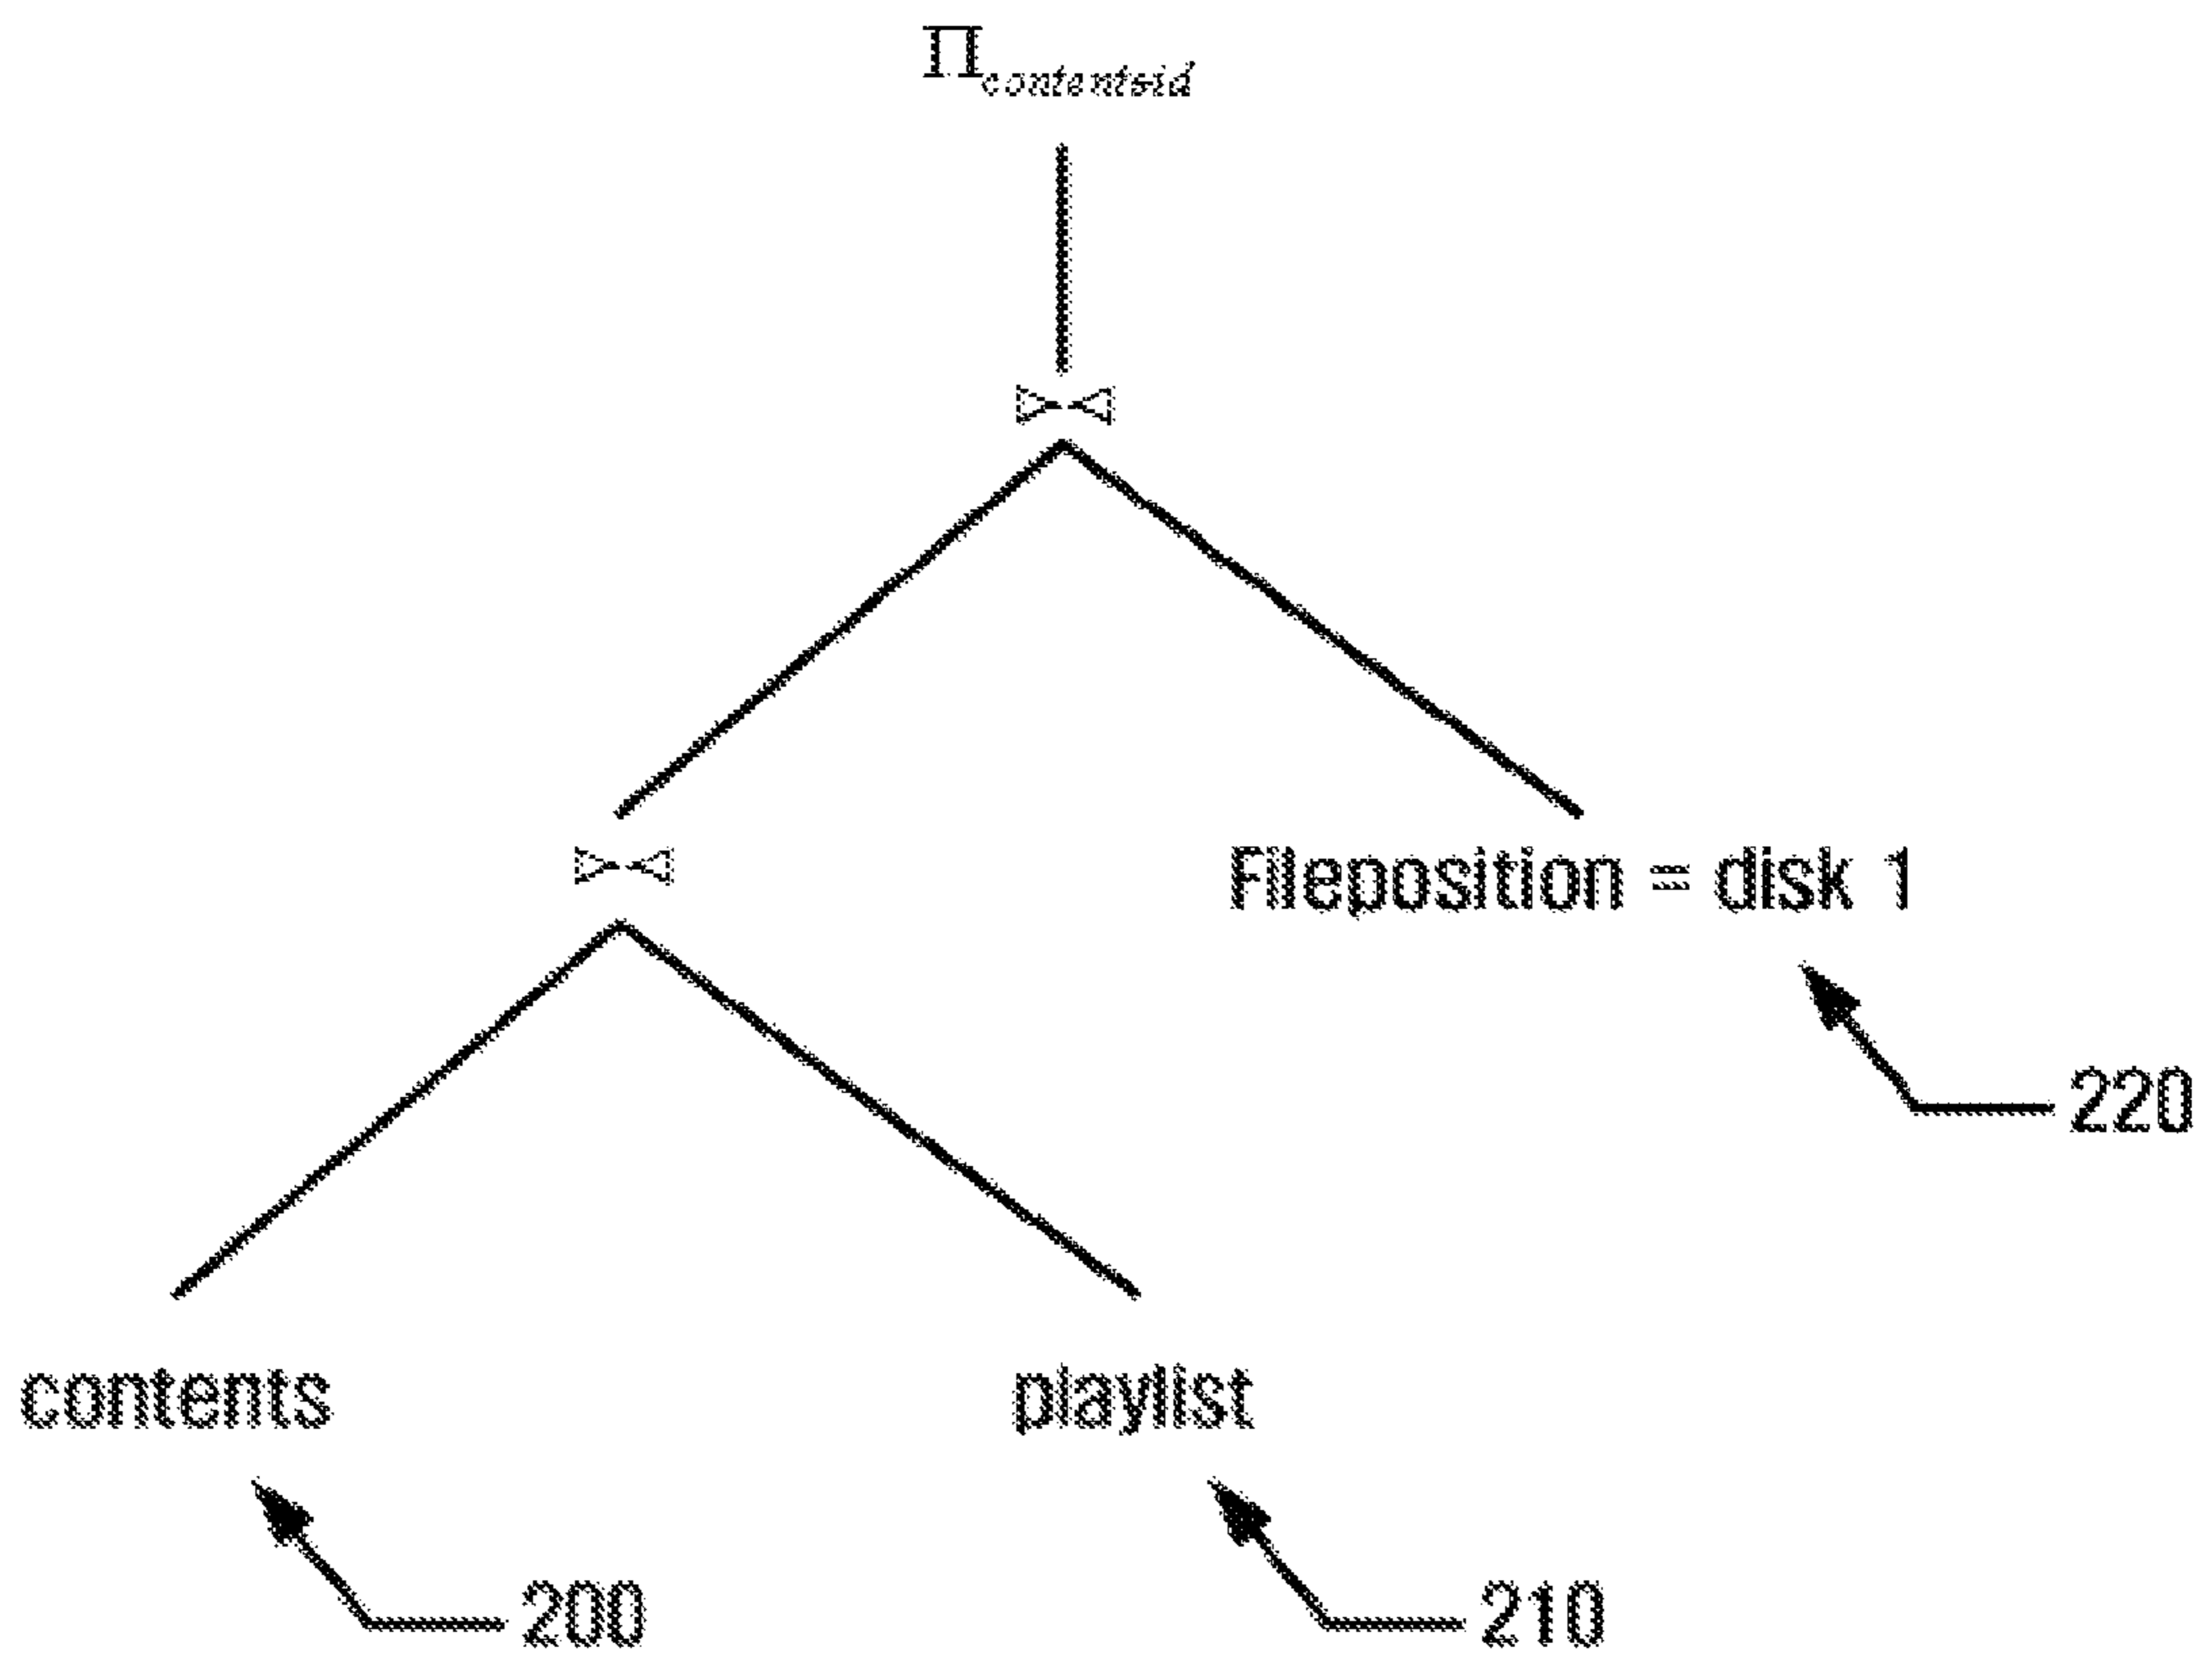 Π contentsid
⋈
⋈
Fileposition = disk 1
220
contents
playlist
200
210